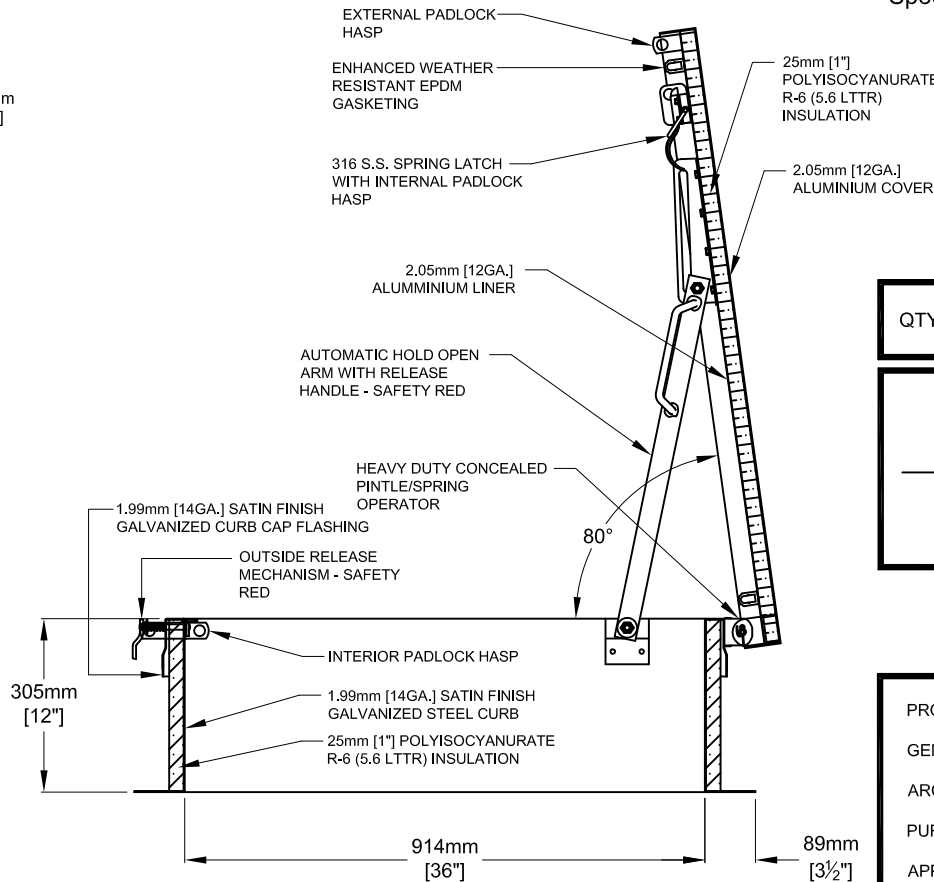 EXTERNAL PADLOCK
HASP
ENHANCED WEATHER
RESISTANT EPDM
GASKETING
316 S.S. SPRING LATCH
WITH INTERNAL PADLOCK
HASP
25mm [1"]
POLYISOCYANURATE
R-6 (5.6 LTTR)
INSULATION
2.05mm [12GA.]
ALUMINIUM COVER
2.05mm [12GA.]
ALUMMINIUM LINER
AUTOMATIC HOLD OPEN
ARM WITH RELEASE
HANDLE - SAFETY RED
HEAVY DUTY CONCEALED
PINTLE/SPRING
OPERATOR
80°
1.99mm [14GA.] SATIN FINISH
GALVANIZED CURB CAP FLASHING
OUTSIDE RELEASE
MECHANISM - SAFETY
RED
INTERIOR PADLOCK HASP
1.99mm [14GA.] SATIN FINISH
GALVANIZED STEEL CURB
25mm [1"] POLYISOCYANURATE
R-6 (5.6 LTTR) INSULATION
305mm
[12"]
914mm
[36"]
89mm
[3½"]
QTY